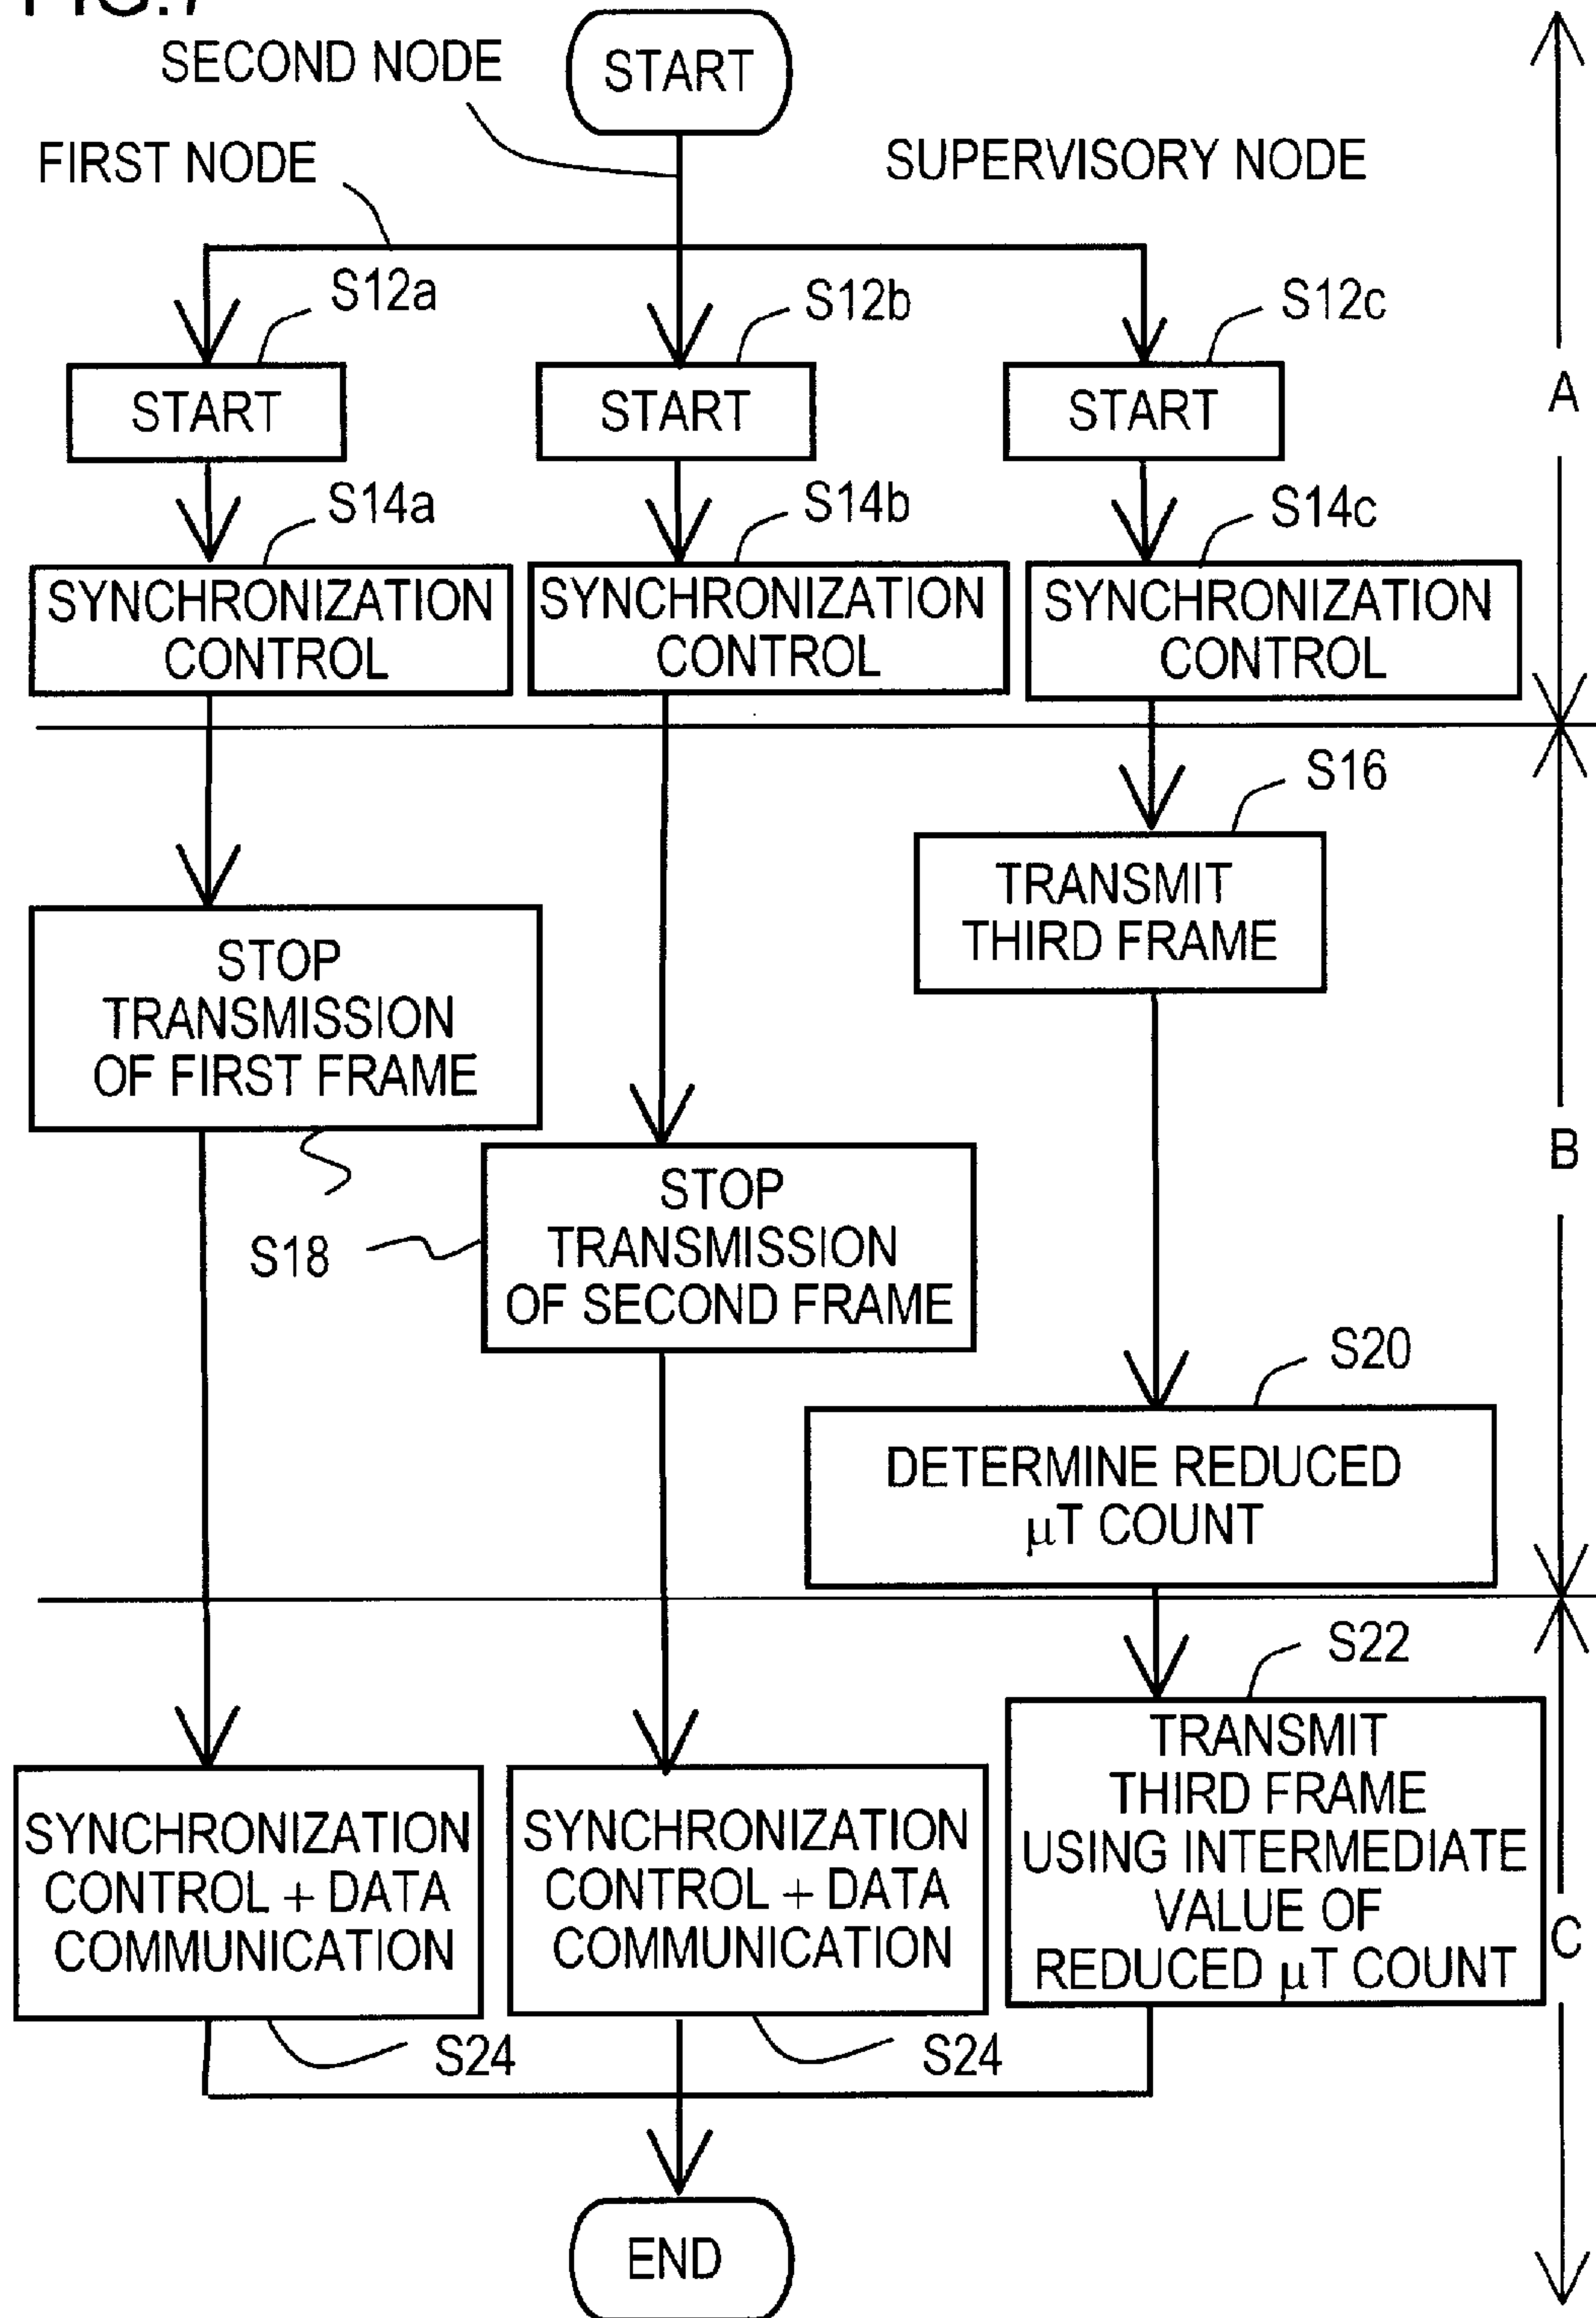 FIG.7
START
SECOND NODE
FIRST NODE
SUPERVISORY NODE
S12a
S12b
S12c
START
START
START
A
S14a
S14b
S14c
SYNCHRONIZATION
CONTROL
SYNCHRONIZATION
CONTROL
SYNCHRONIZATION
CONTROL
S16
TRANSMIT
THIRD FRAME
STOP
TRANSMISSION
OF FIRST FRAME
B
S18
STOP
TRANSMISSION
OF SECOND FRAME
S20
DETERMINE REDUCED
µT COUNT
S22
TRANSMIT
THIRD FRAME
USING INTERMEDIATE
VALUE OF
REDUCED µT COUNT
SYNCHRONIZATION
CONTROL + DATA
COMMUNICATION
SYNCHRONIZATION
CONTROL + DATA
COMMUNICATION
C
S24
S24
END